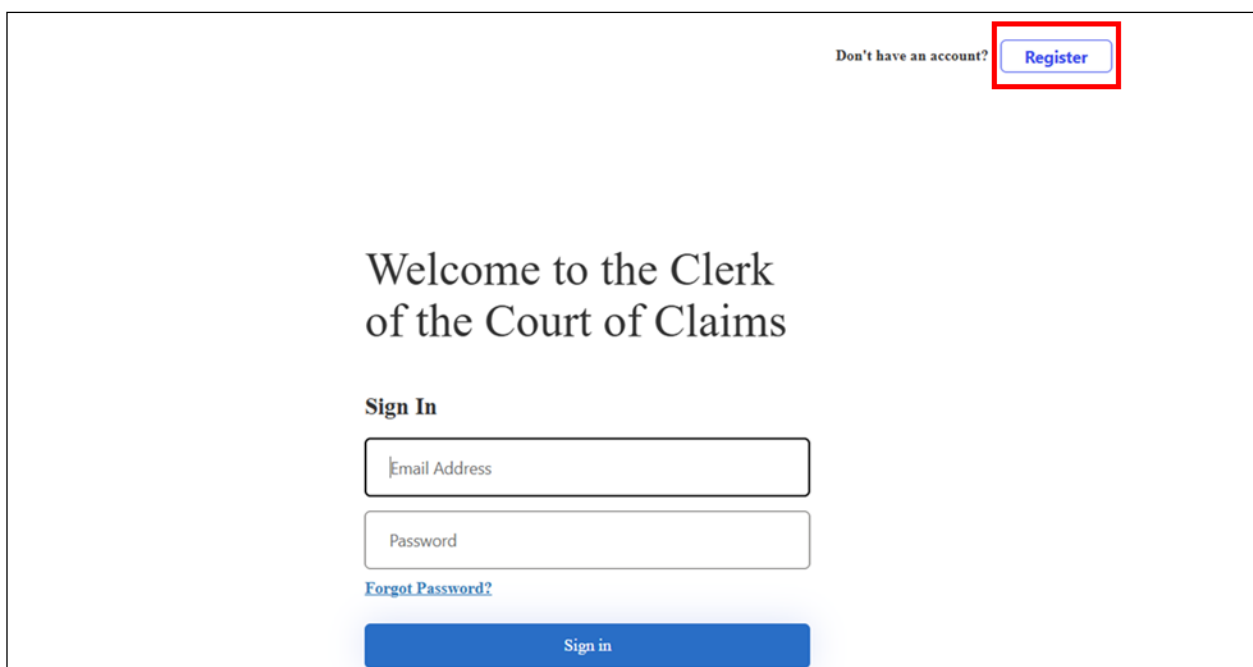 Don't have an account? Register
Welcome to the Clerk
of the Court of Claims
Sign In
Email Address
Password
Forgot Password?
Sign in